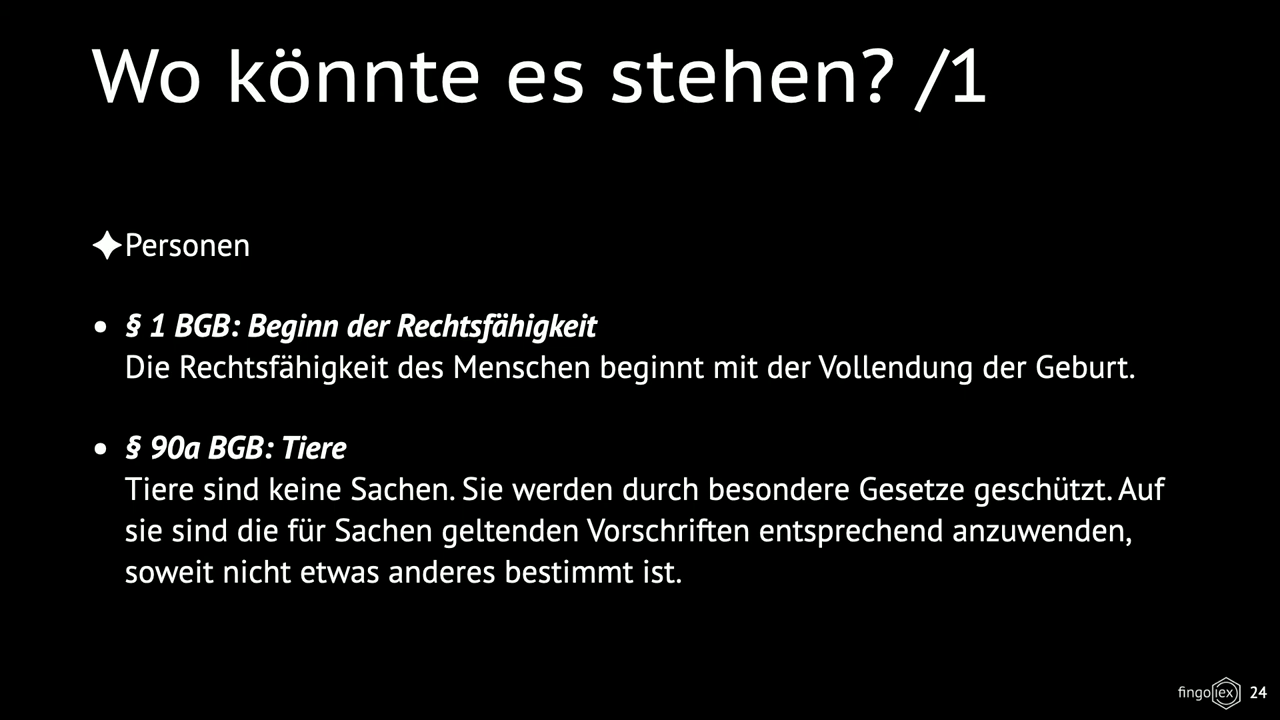 Wo könnte es stehen? /1
✦Personen
• § 1 BGB: Beginn der Rechtsfähigkeit
Die Rechtsfähigkeit des Menschen beginnt mit der Vollendung der Geburt.
• § 90a BGB: Tiere
Tiere sind keine Sachen. Sie werden durch besondere Gesetze geschützt. Auf
sie sind die für Sachen geltenden Vorschriften entsprechend anzuwenden,
soweit nicht etwas anderes bestimmt ist.
fingolex 24